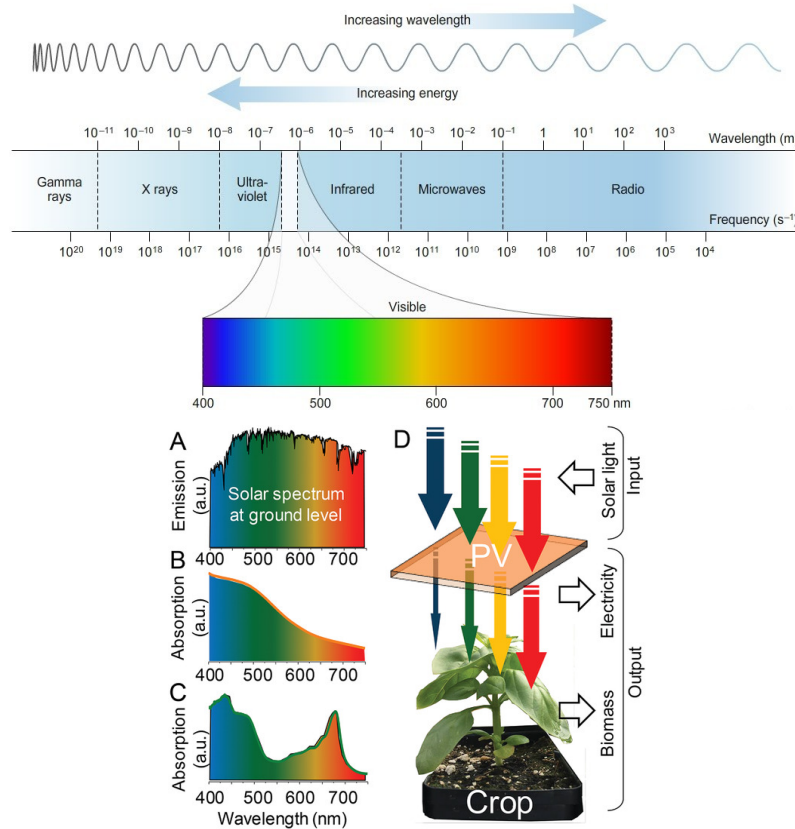 Increasing wavelength
Increasing energy
10⁻¹¹ 10⁻¹⁰ 10⁻⁹ 10⁻⁸ 10⁻⁷ 10⁻⁶ 10⁻⁵ 10⁻⁴ 10⁻³ 10⁻² 10⁻¹ 1 10¹ 10² 10³ Wavelength (m
Gamma rays
X rays
Ultra-
violet
Infrared
Microwaves
Radio
Frequency (s⁻¹)
10²⁰ 10¹⁹ 10¹⁸ 10¹⁷ 10¹⁶ 10¹⁵ 10¹⁴ 10¹³ 10¹² 10¹¹ 10¹⁰ 10⁹ 10⁸ 10⁷ 10⁶ 10⁵ 10⁴
Visible
400 500 600 700 750 nm
A
Emission
(a.u.)
Solar spectrum
at ground level
400 500 600 700
B
Absorption
(a.u.)
400 500 600 700
C
Absorption
(a.u.)
400 500 600 700
Wavelength (nm)
D
PV
Crop
Solar light
Input
Electricity
Biomass
Output